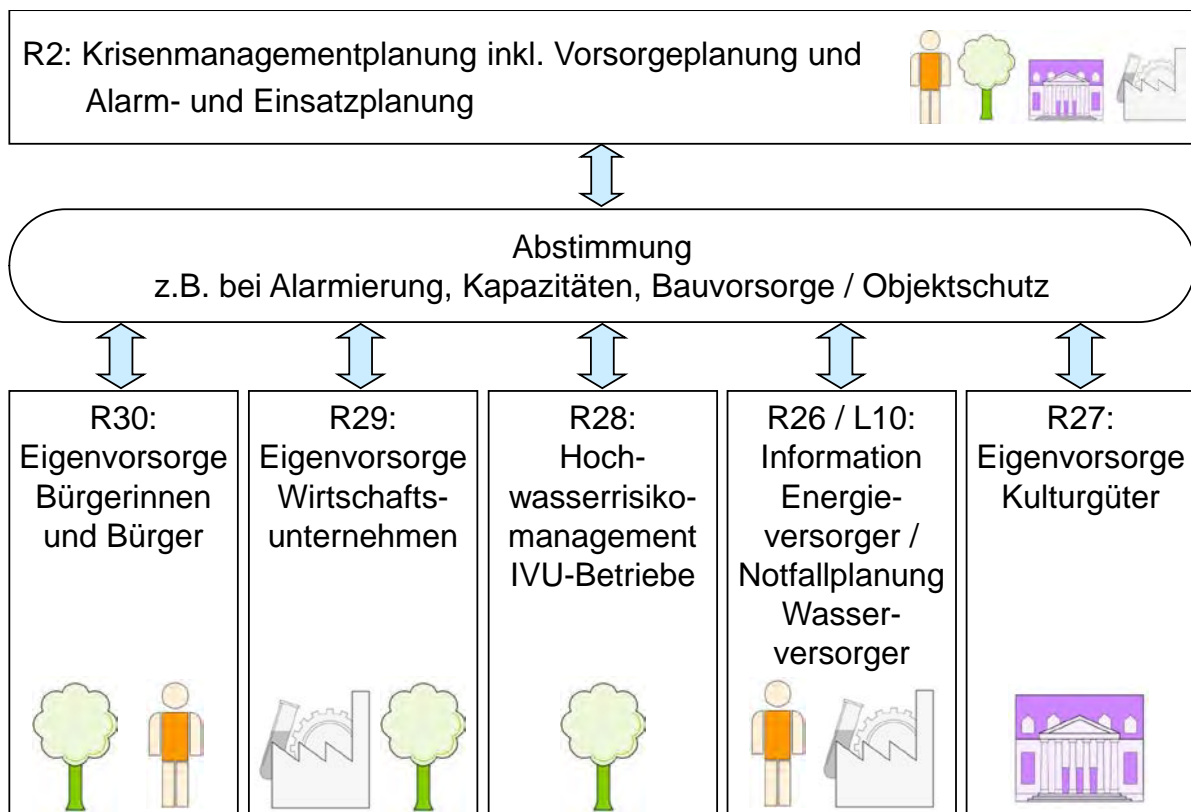 R2: Krisenmanagementplanung inkl. Vorsorgeplanung und
Alarm- und Einsatzplanung
Abstimmung
z.B. bei Alarmierung, Kapazitäten, Bauvorsorge / Objektschutz
R30:
Eigenvorsorge
Bürgerinnen
und Bürger
R29:
Eigenvorsorge
Wirtschafts-
unternehmen
R28:
Hoch-
wasserrisiko-
management
IVU-Betriebe
R26 / L10:
Information
Energie-
versorger /
Notfallplanung
Wasser-
versorger
R27:
Eigenvorsorge
Kulturgüter